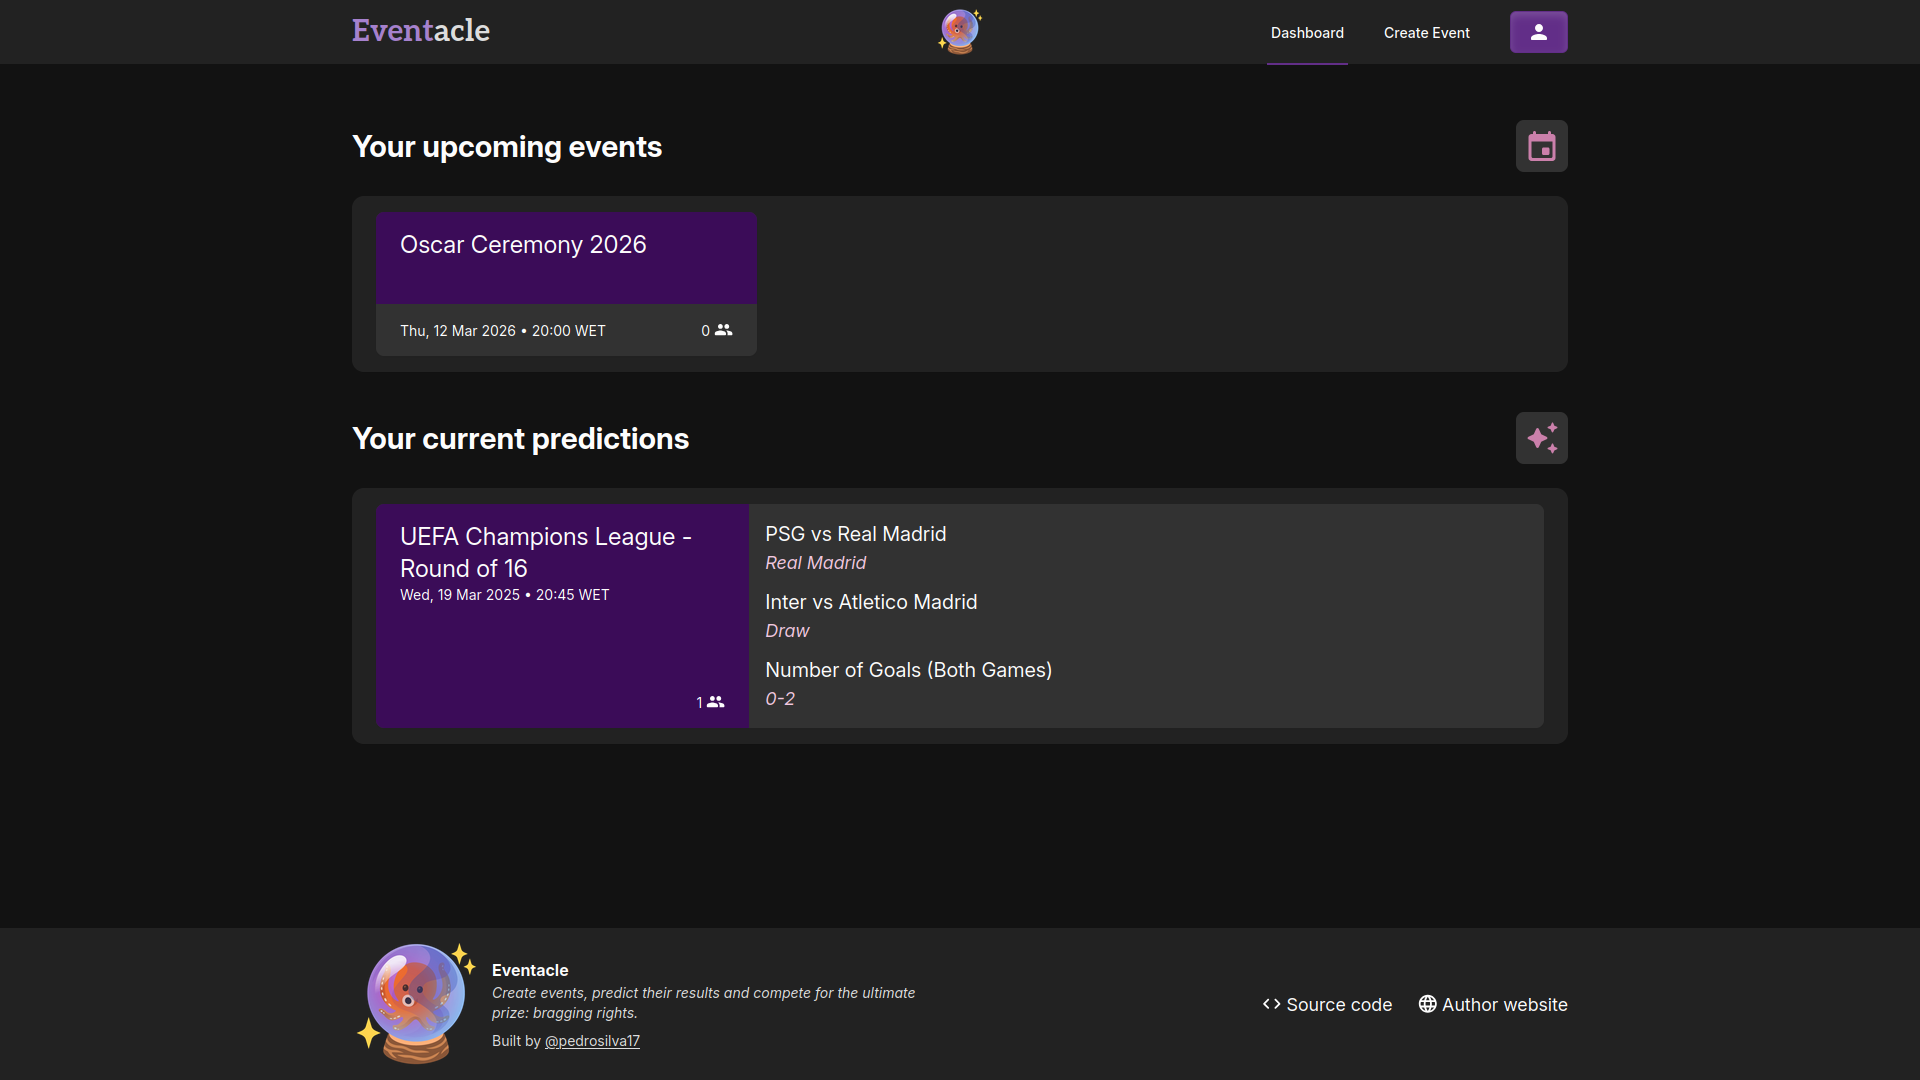 Eventacle
Dashboard
Create Event
Your upcoming events
Oscar Ceremony 2026
Thu, 12 Mar 2026 • 20:00 WET
0
Your current predictions
UEFA Champions League -
Round of 16
Wed, 19 Mar 2025 • 20:45 WET
1
PSG vs Real Madrid
Real Madrid
Inter vs Atletico Madrid
Draw
Number of Goals (Both Games)
0-2
Eventacle
Create events, predict their results and compete for the ultimate
prize: bragging rights.
Built by @pedrosilva17
Source code
Author website